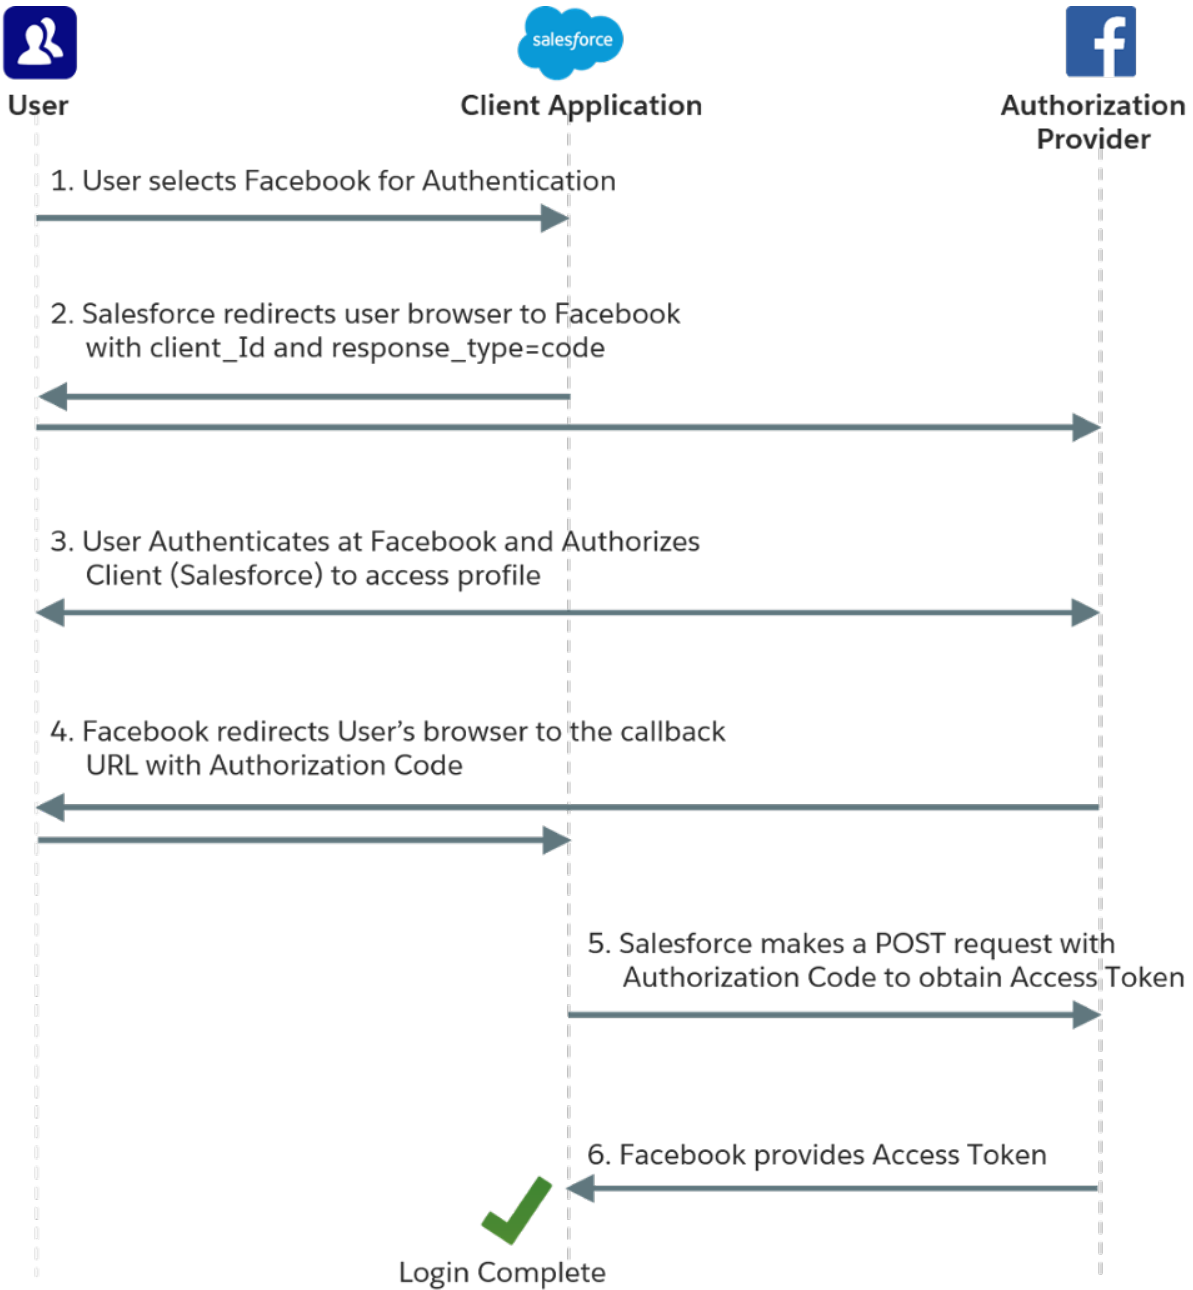 salesforce
User
Client Application
Authorization
Provider
1. User selects Facebook for Authentication
2. Salesforce redirects user browser to Facebook
with client_Id and response_type=code
3. User Authenticates at Facebook and Authorizes
Client (Salesforce) to access profile
4. Facebook redirects User’s browser to the callback
URL with Authorization Code
5. Salesforce makes a POST request with
Authorization Code to obtain Access Token
6. Facebook provides Access Token
Login Complete